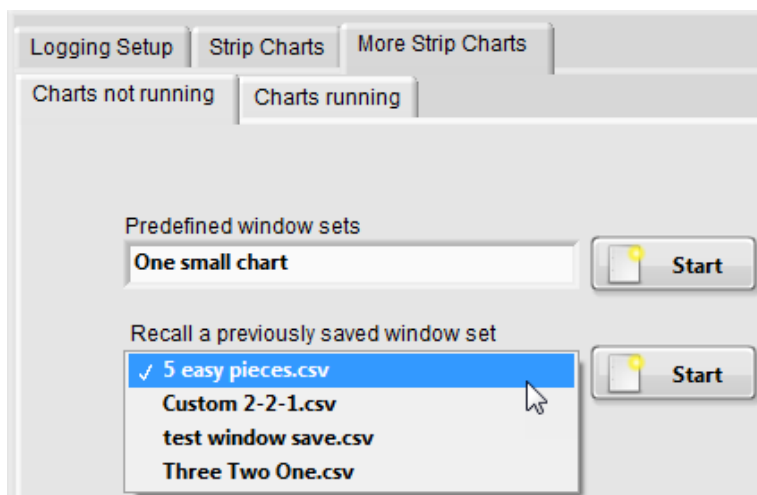 Logging Setup Strip Charts More Strip Charts
Charts not running Charts running
Predefined window sets
One small chart Start
Recall a previously saved window set
✓ 5 easy pieces.csv Start
Custom 2-2-1.csv
test window save.csv
Three Two One.csv